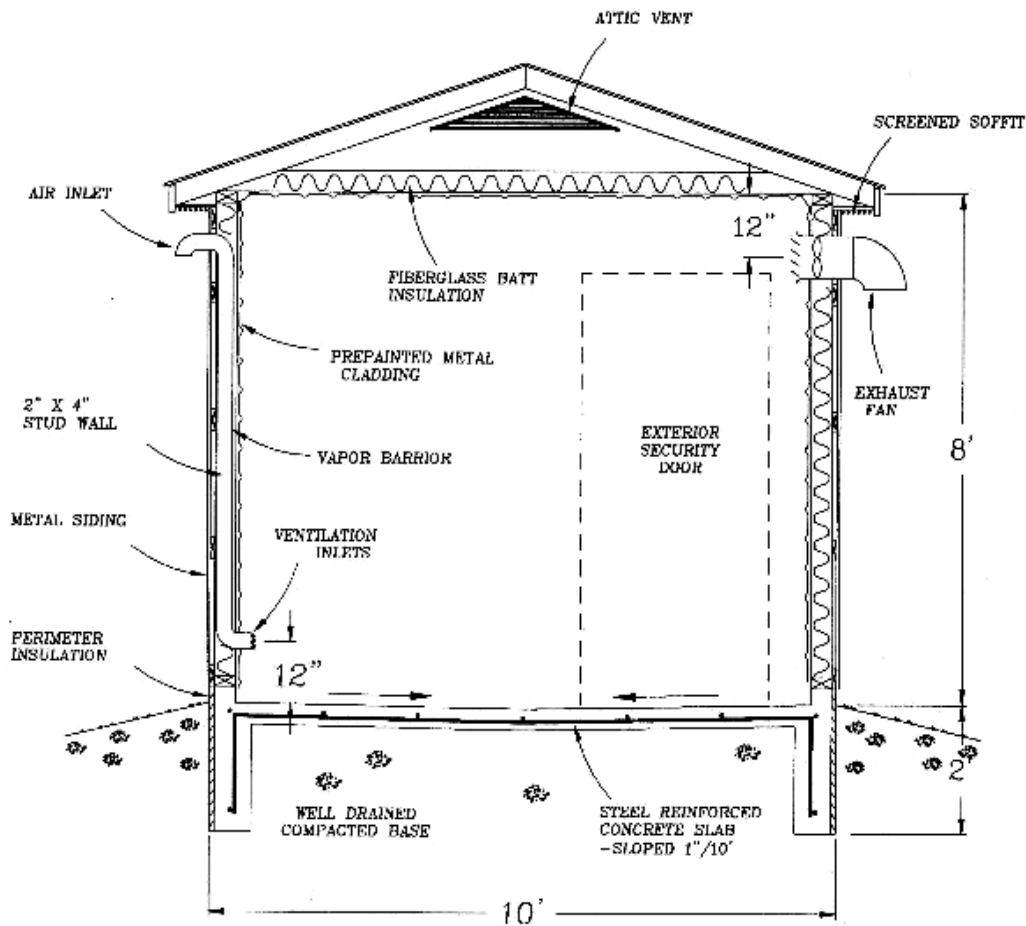 ATTIC VENT
SCREENED SOFFIT
AIR INLET
12"
FIBERGLASS BATT
INSULATION
PREPAINTED METAL
CLADDING
EXHAUST
FAN
2" X 4"
STUD WALL
EXTERIOR
SECURITY
DOOR
8'
VAPOR BARRIOR
METAL SIDING
VENTILATION
INLETS
PERIMETER
INSULATION
12"
2'
WELL DRAINED
COMPACTED BASE
STEEL REINFORCED
CONCRETE SLAB
-SLOPED 1"/10'
10'